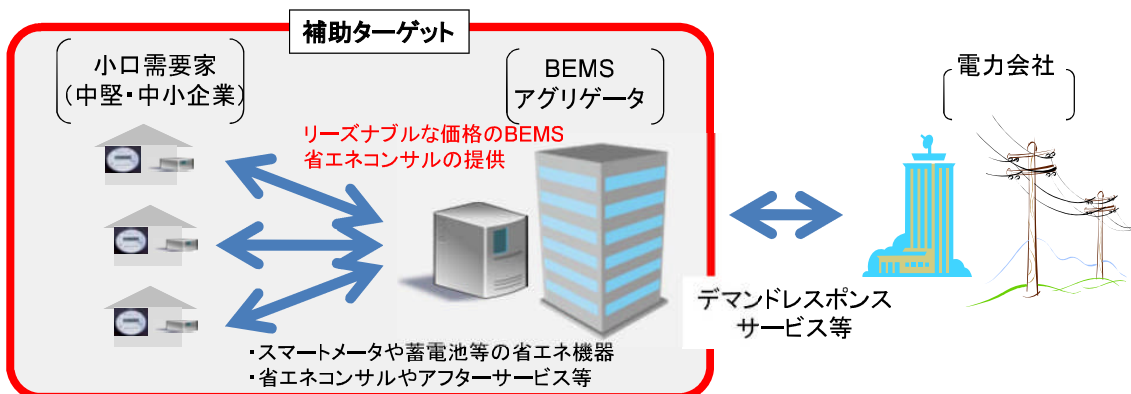 補助ターゲット
小口需要家
(中堅・中小企業)
BEMS
アグリゲータ
電力会社
リーズナブルな価格のBEMS
省エネコンサルの提供
デマンドレスポンス
サービス等
・スマートメータや蓄電池等の省エネ機器
・省エネコンサルやアフターサービス等